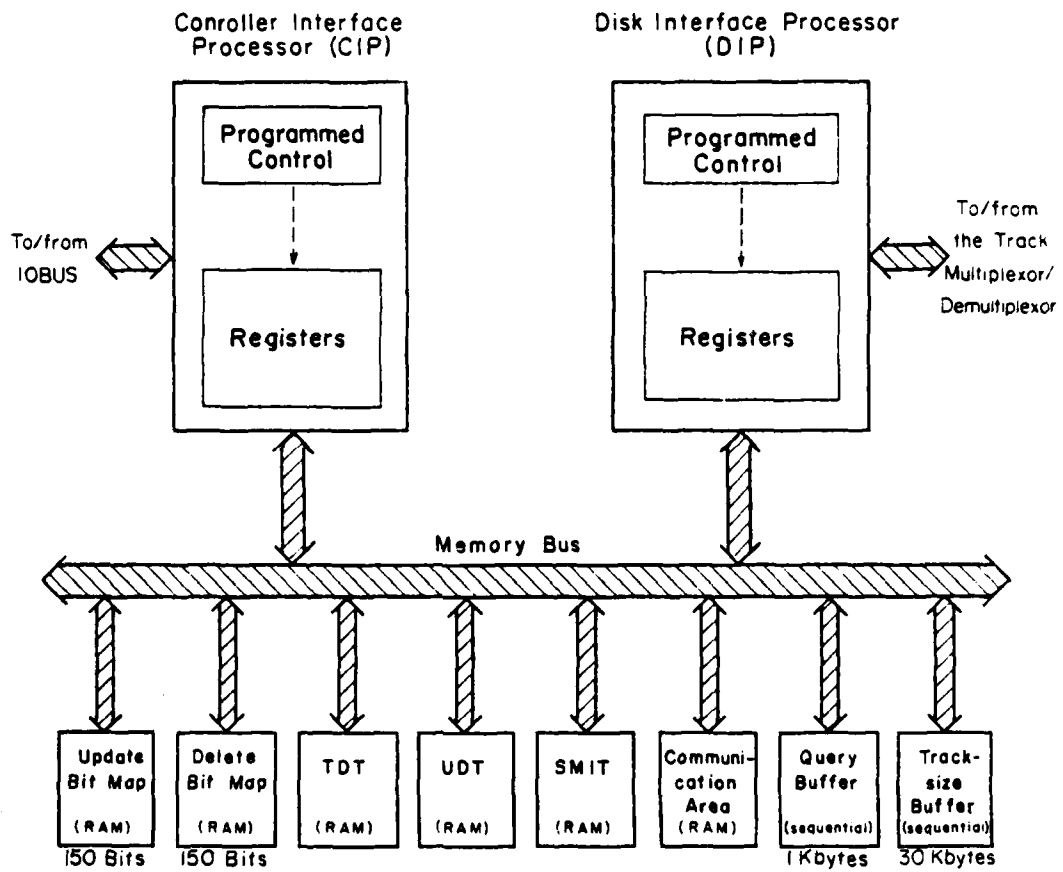 Conroller Interface
Processor (CIP)
Disk Interface Processor
(DIP)
Programmed
Control
Registers
Programmed
Control
Registers
To/from
IOBUS
To/from
the Track
Multiplexor/
Demultiplexor
Memory Bus
Update
Bit Map
(RAM)
150 Bits
Delete
Bit Map
(RAM)
150 Bits
TDT
(RAM)
UDT
(RAM)
SMIT
(RAM)
Communi-
cation
Area
(RAM)
Query
Buffer
(sequential)
1 Kbytes
Track-
size
Buffer
(sequential)
30 Kbytes